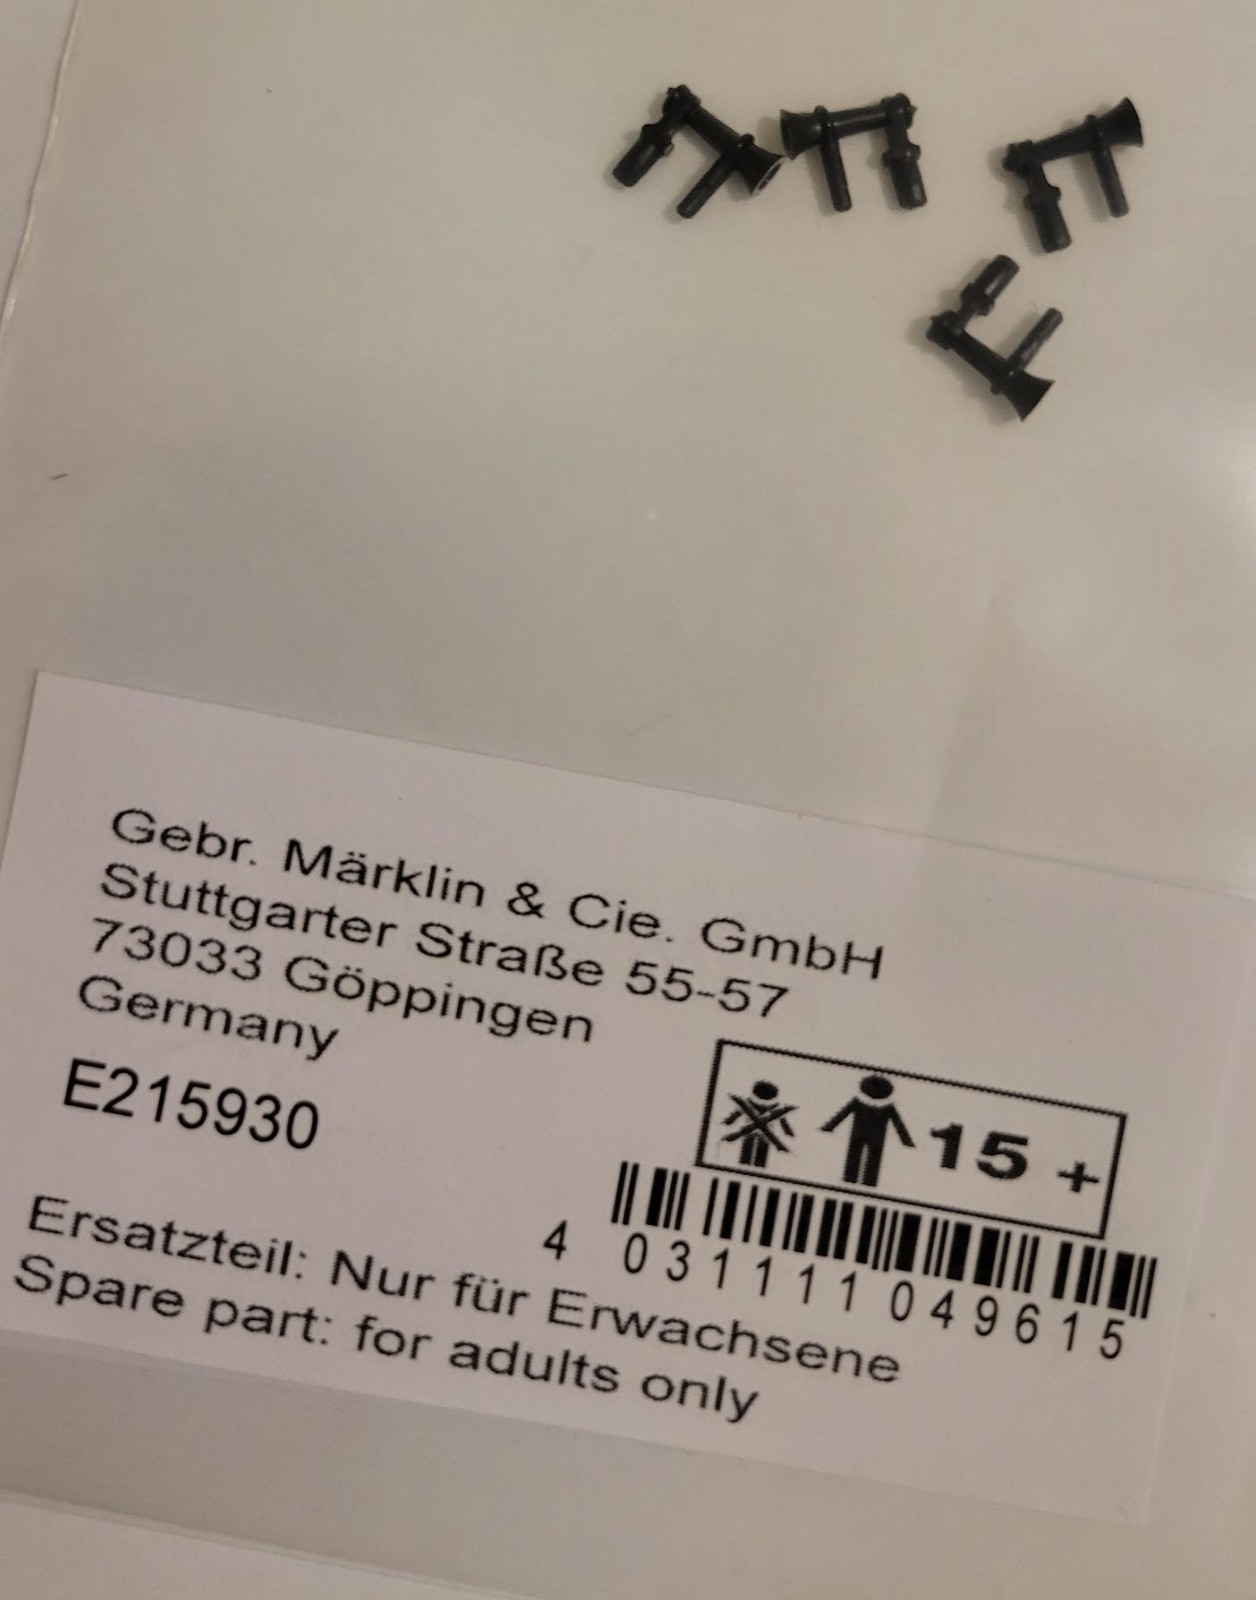 Gebr. Märklin & Cie. GmbH
Stuttgarter Straße 55-57
73033 Göppingen
Germany
E215930
15 +
4 031111 049615
Ersatzteil: Nur für Erwachsene
Spare part: for adults only